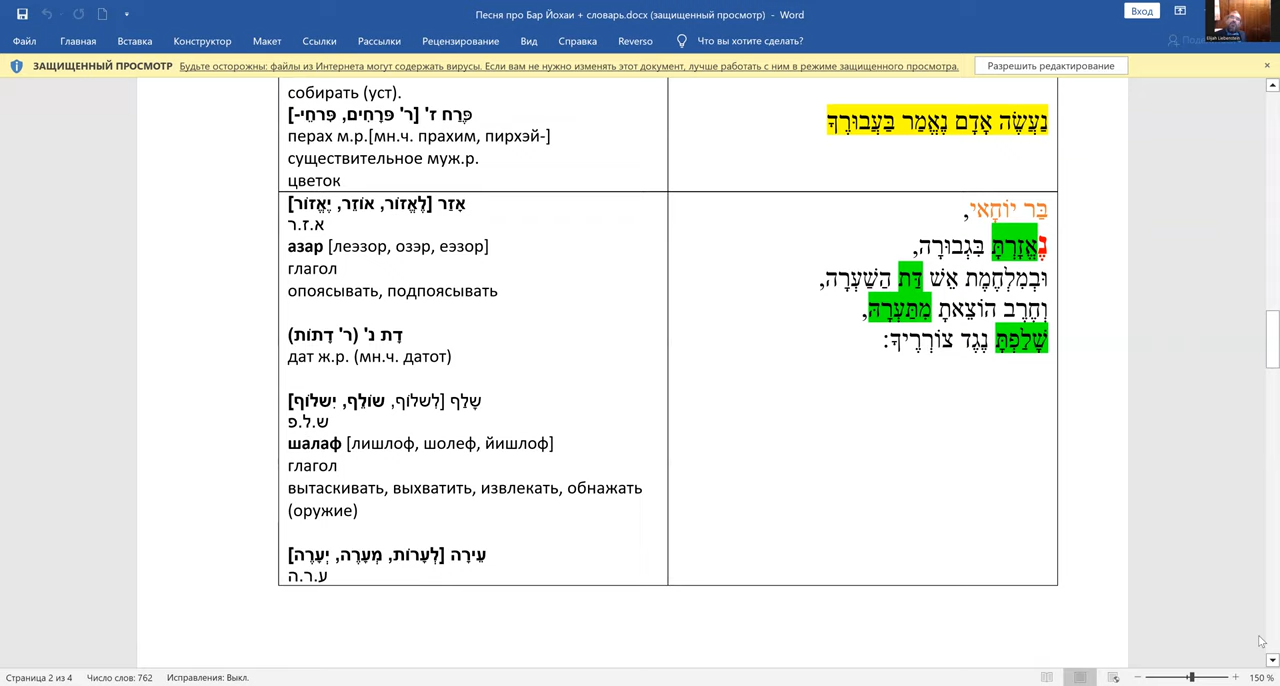 Песня про Бар Йохаи + словарь.docx (защищенный просмотр) - Word
Вход
Файл Главная Вставка Конструктор Макет Ссылки Рассылки Рецензирование Вид Справка Reverso Что вы хотите сделать?
ЗАЩИЩЕННЫЙ ПРОСМОТР Будьте осторожны: файлы из Интернета могут содержать вирусы. Если вам не нужно изменять этот документ, лучше работать с ним в режиме защищенного просмотра. Разрешить редактирование
собирать (уст).
פֶּרַח ז' [ר' פְּרָחִים, פִּרְחֵי-]
перах м.р.[мн.ч. прахим, пирхэй-]
существительное муж.р.
цветок
נַעֲשֶׂה אָדָם נֶאֱמַר בַּעֲבוּרֶךָ
אָזַר [לֶאֱזוֹר, אוֹזֵר, יֶאֱזוֹר]
א.ז.ר
азар [леэзор, озэр, еэзор]
глагол
опоясывать, подпоясывать
דָת נ' (ר' דָתוֹת)
дат ж.р. (мн.ч. датот)
שָלַף [לִשלוֹף, שוֹלֵף, יִשלוֹף]
ש.ל.פ
шалаф [лишлоф, шолеф, йишлоф]
глагол
вытаскивать, выхватить, извлекать, обнажать
(оружие)
עֵירָה [לְעָרוֹת, מְעָרֶה, יְעָרֶה]
ע.ר.ה
בַּר יוֹחָאי,
נֶאֱזָרְתָּ בִּגְבוּרָה,
וּבְמִלְחֶמֶת אֵשׁ דַּת הַשַּׁעְרָה,
וְחֶרֶב הוֹצֵאתָ מִתַּעְרָהּ,
שָׁלַפְתָּ נֶגֶד צוֹרְרֶיךָ:
Страница 2 из 4 Число слов: 762 Исправления: Выкл. 150 %